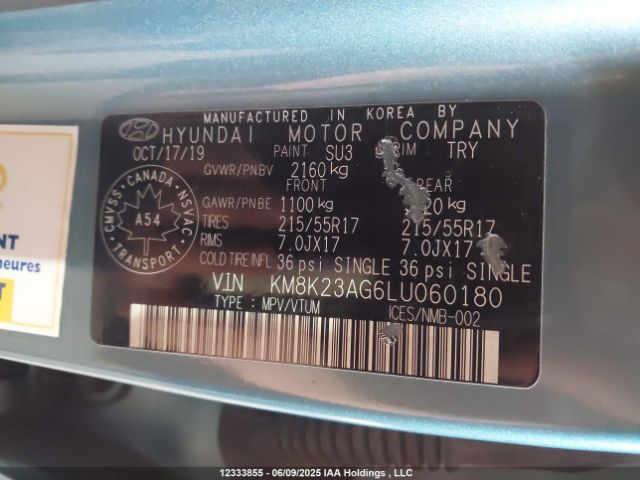 MANUFACTURED IN KOREA BY
HYUNDAI MOTOR COMPANY
OCT/17/19 PAINT SU3 TRIM TRY
GVWR/PNBV 2160 kg
FRONT REAR
GAWR/PNBE 1100 kg kg
TIRES 215/55R17 215/55R17
RIMS 7.0JX17 7.0JX17
COLD TIRE INFL 36 psi SINGLE 36 psi SINGLE
VIN KM8K23AG6LU060180
TYPE : MPV/VTUM ICES/NMB-002
CMVSS · CANADA · NSVAC · TRANSPORT ·
A54
NT
heures
T
12333855 - 06/09/2025 IAA Holdings , LLC